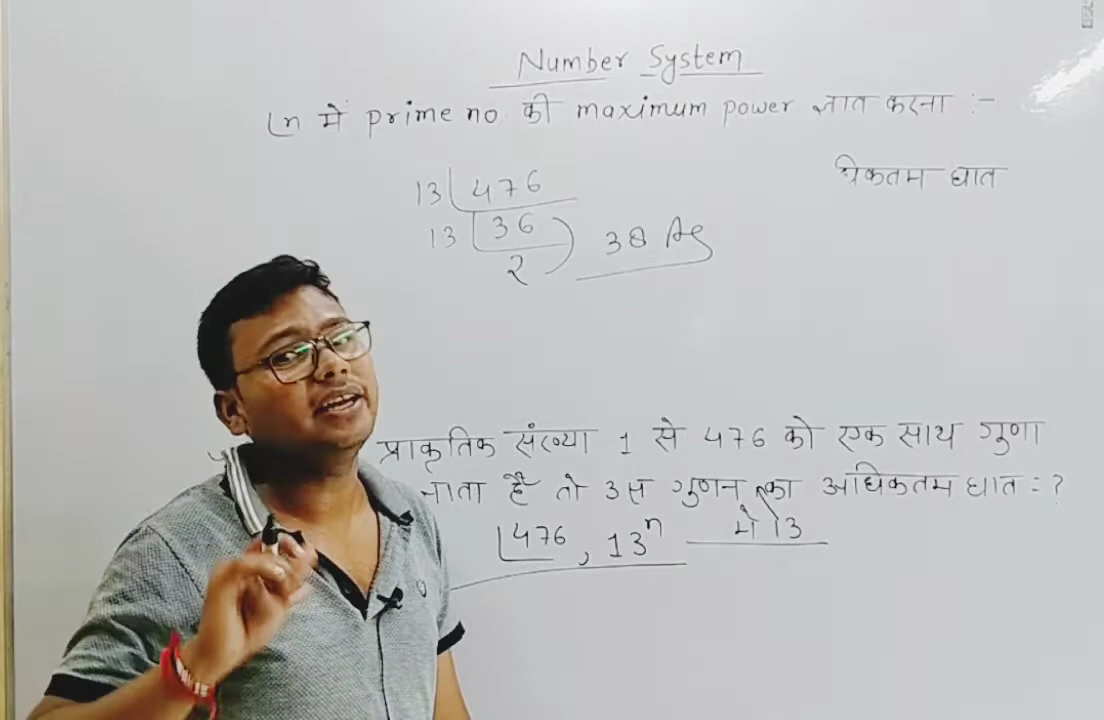 Number System
Ln में prime no. की maximum power ज्ञात करना :-
धिकतम घात
13 476
13 36 38 Ans
2
प्राकृतिक संख्या 1 से 476 को एक साथ गुणा
जाता है तो उस गुणन का अधिकतम घात = ?
में 13
476 , 13ⁿ